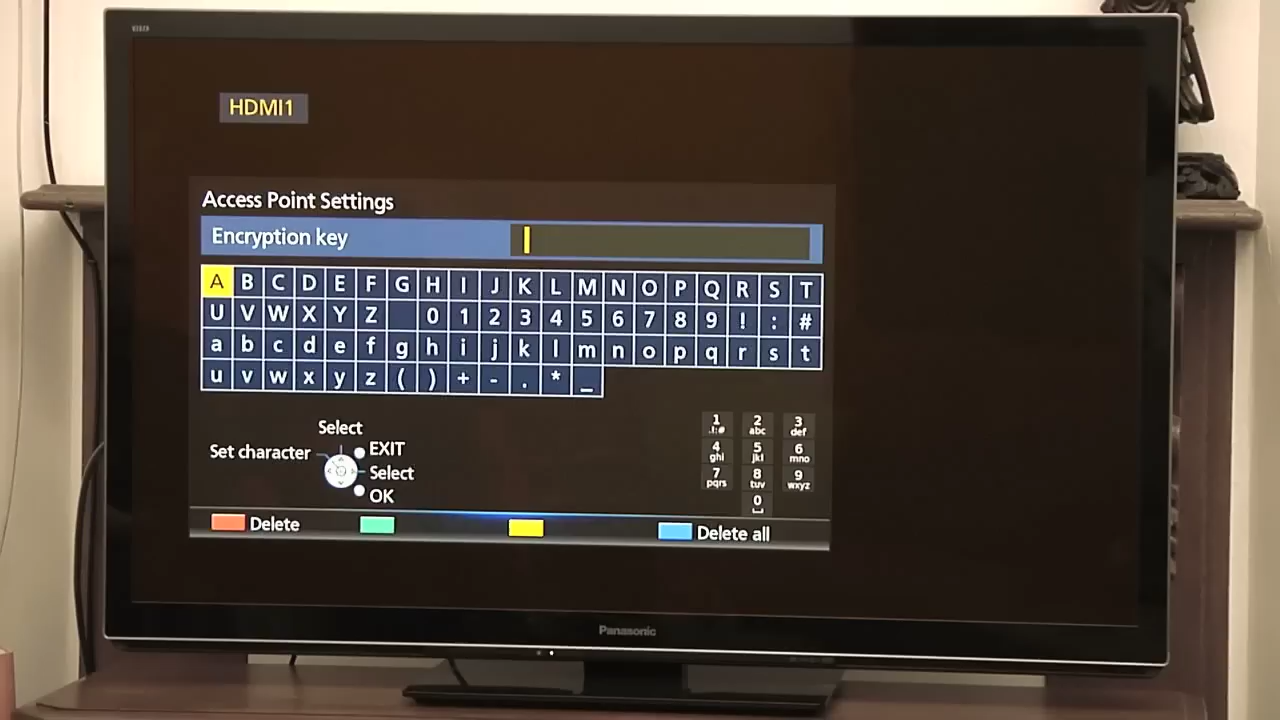 VIERA
HDMI1
Access Point Settings
Encryption key
A B C D E F G H I J K L M N O P Q R S T
U V W X Y Z 0 1 2 3 4 5 6 7 8 9 ! : #
a b c d e f g h i j k l m n o p q r s t
u v w x y z ( ) + - . * _
Select
Set character
EXIT
Select
OK
1 2 3
.!:# abc def
4 5 6
ghi jkl mno
7 8 9
pqrs tuv wxyz
0
Delete
Delete all
Panasonic